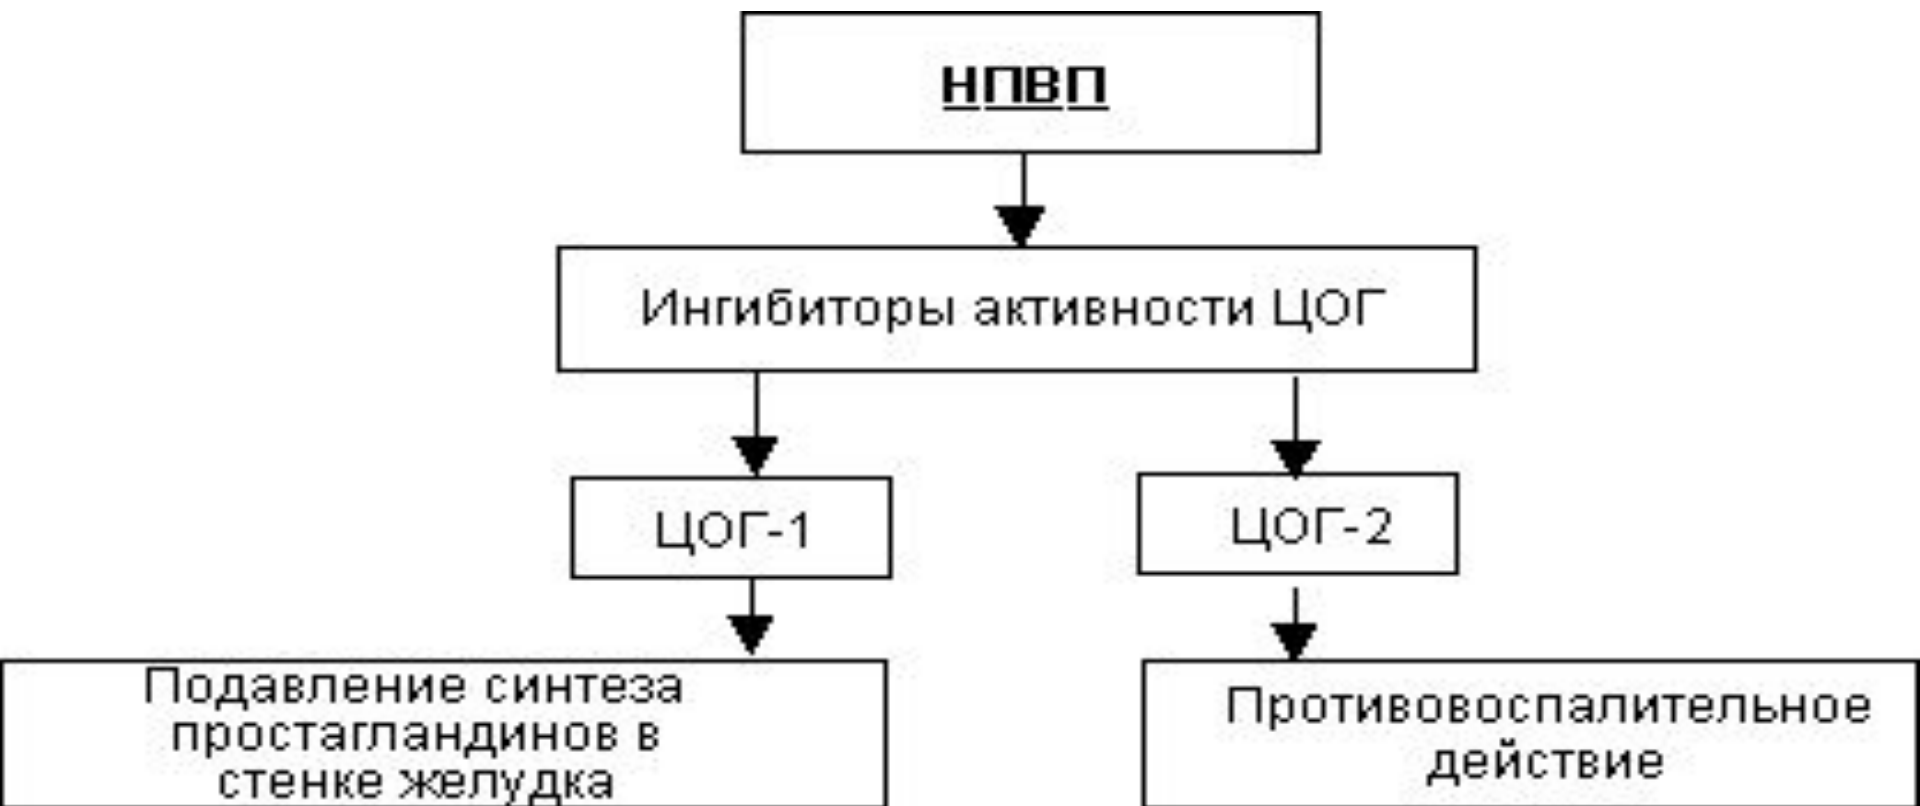 НПВП
Ингибиторы активности ЦОГ
ЦОГ-1
ЦОГ-2
Подавление синтеза
простагландинов в
стенке желудка
Противовоспалительное
действие